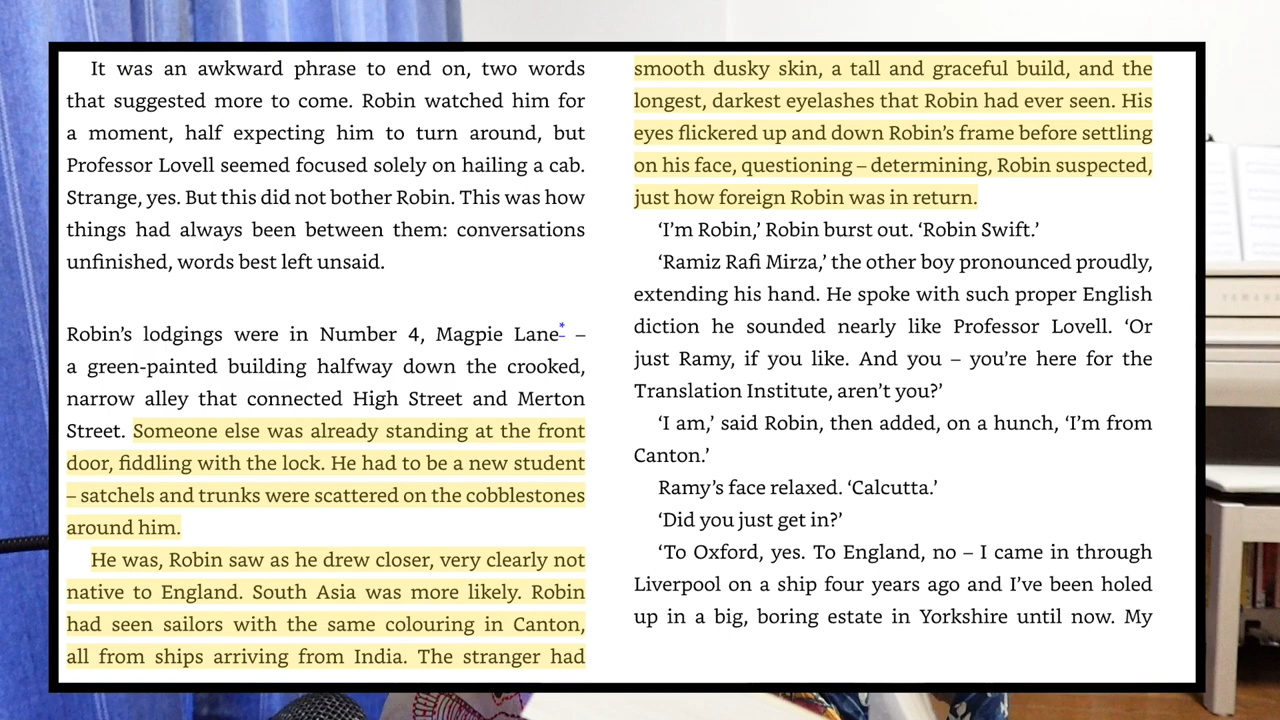 It was an awkward phrase to end on, two words
that suggested more to come. Robin watched him for
a moment, half expecting him to turn around, but
Professor Lovell seemed focused solely on hailing a cab.
Strange, yes. But this did not bother Robin. This was how
things had always been between them: conversations
unfinished, words best left unsaid.
Robin’s lodgings were in Number 4, Magpie Lane* –
a green-painted building halfway down the crooked,
narrow alley that connected High Street and Merton
Street. Someone else was already standing at the front
door, fiddling with the lock. He had to be a new student
– satchels and trunks were scattered on the cobblestones
around him.
He was, Robin saw as he drew closer, very clearly not
native to England. South Asia was more likely. Robin
had seen sailors with the same colouring in Canton,
all from ships arriving from India. The stranger had
smooth dusky skin, a tall and graceful build, and the
longest, darkest eyelashes that Robin had ever seen. His
eyes flickered up and down Robin’s frame before settling
on his face, questioning – determining, Robin suspected,
just how foreign Robin was in return.
‘I’m Robin,’ Robin burst out. ‘Robin Swift.’
‘Ramiz Rafi Mirza,’ the other boy pronounced proudly,
extending his hand. He spoke with such proper English
diction he sounded nearly like Professor Lovell. ‘Or
just Ramy, if you like. And you – you’re here for the
Translation Institute, aren’t you?’
‘I am,’ said Robin, then added, on a hunch, ‘I’m from
Canton.’
Ramy’s face relaxed. ‘Calcutta.’
‘Did you just get in?’
‘To Oxford, yes. To England, no – I came in through
Liverpool on a ship four years ago and I’ve been holed
up in a big, boring estate in Yorkshire until now. My